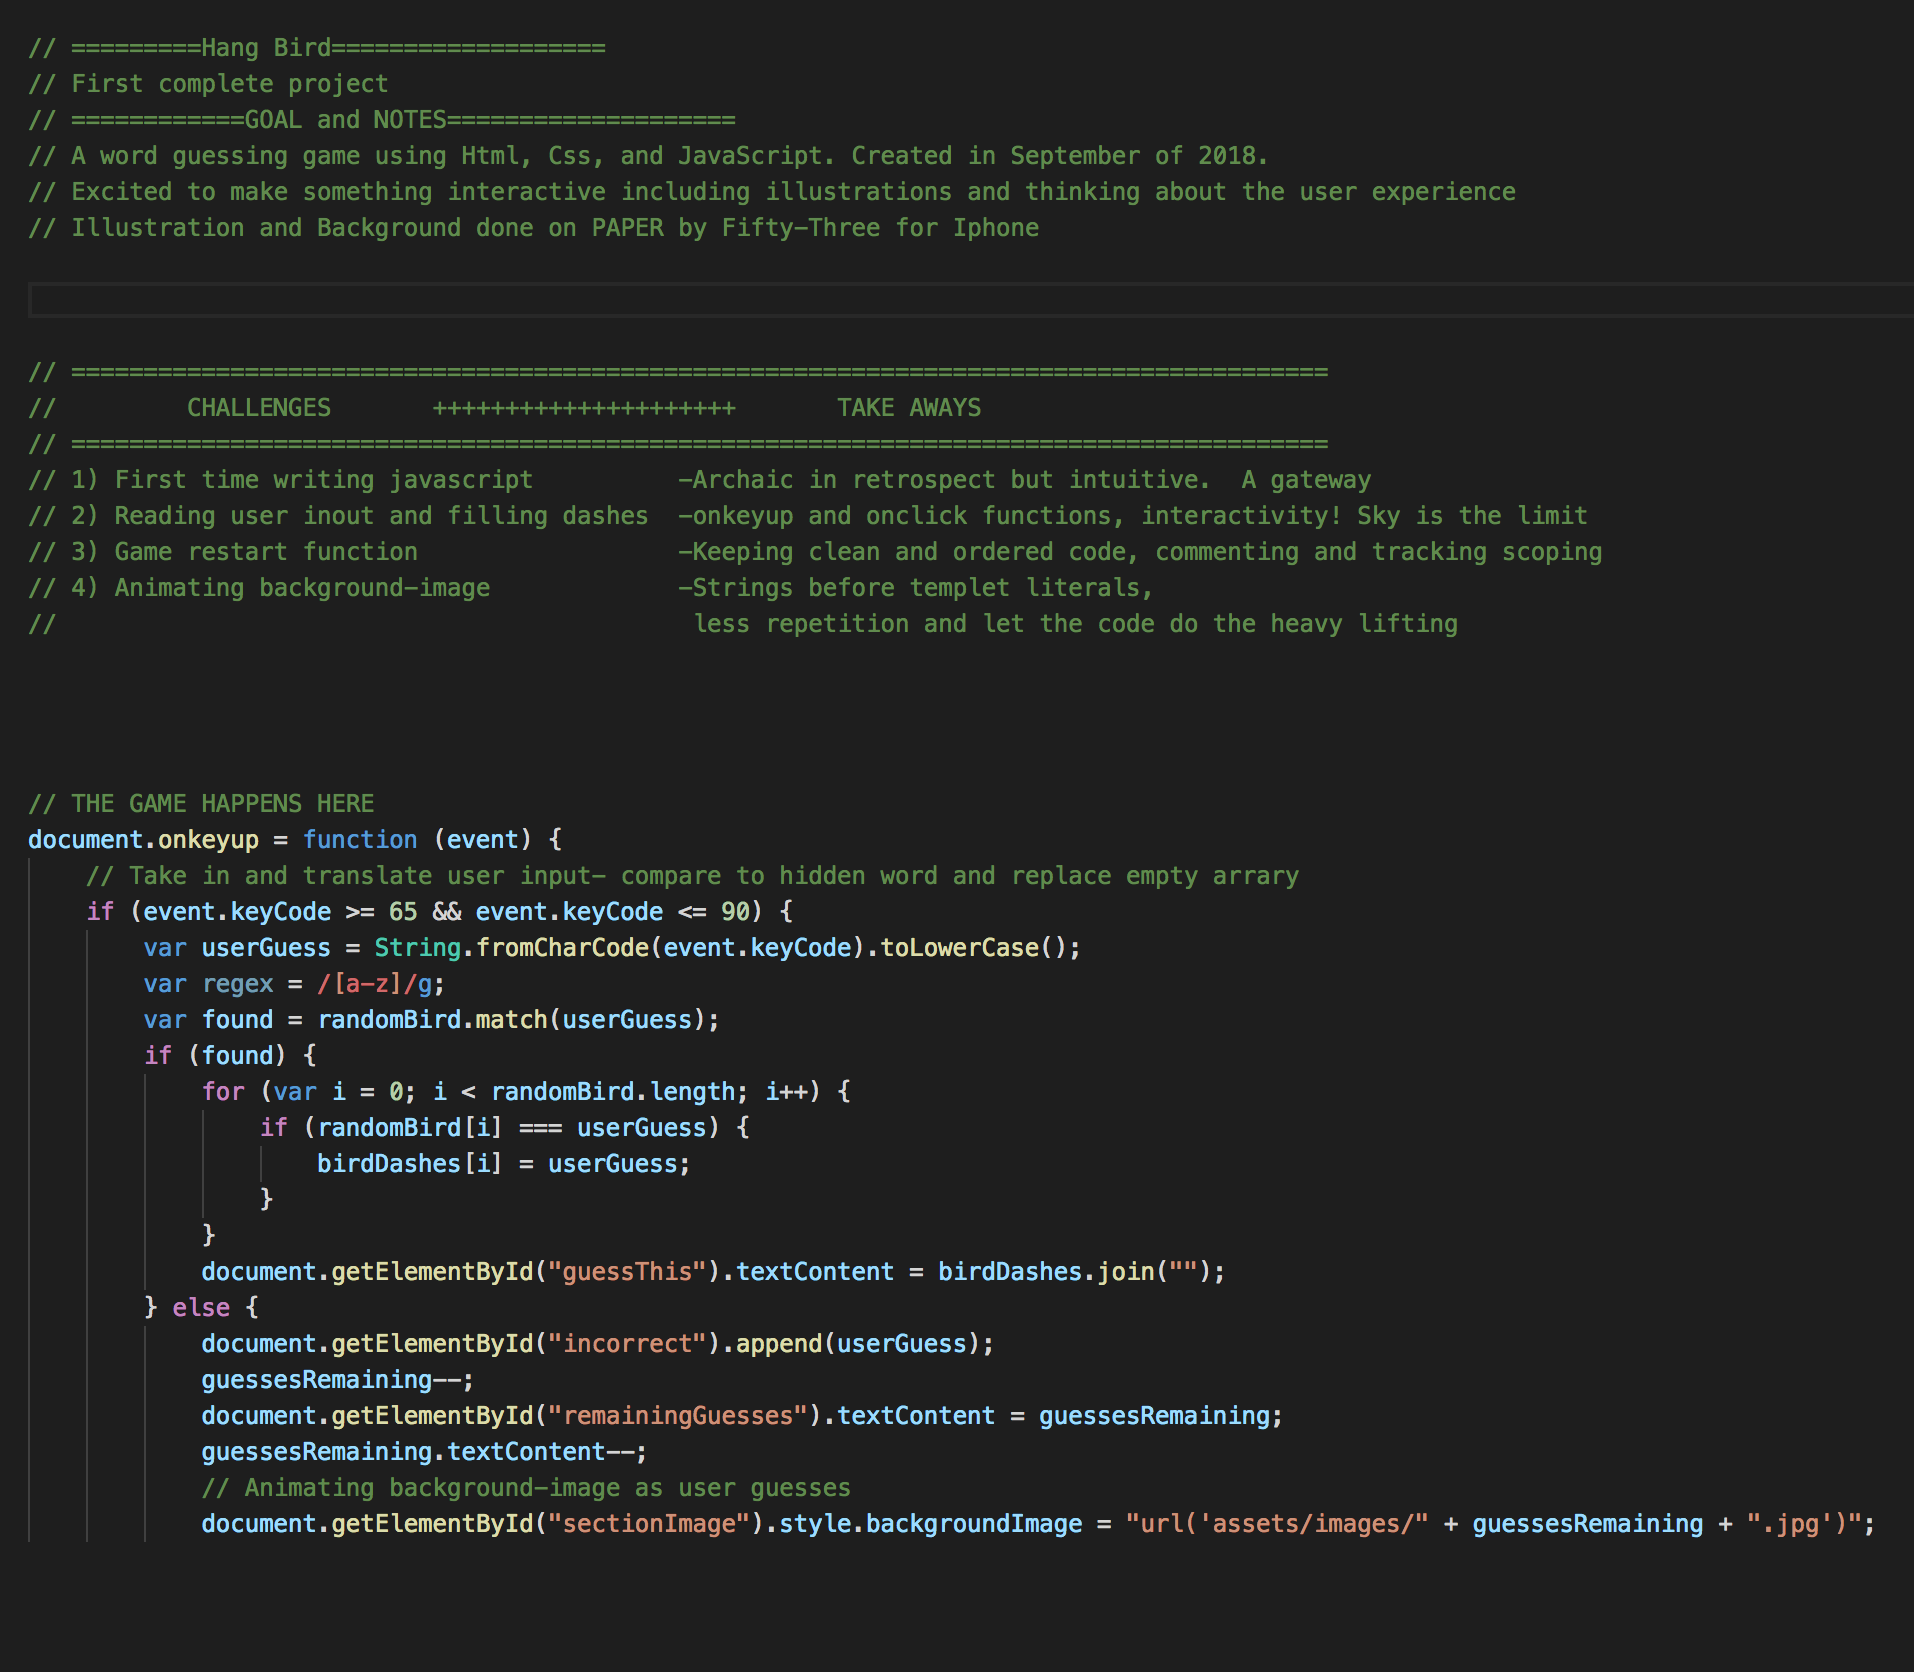 // =========Hang Bird===================
// First complete project
// ============GOAL and NOTES====================
// A word guessing game using Html, Css, and JavaScript. Created in September of 2018.
// Excited to make something interactive including illustrations and thinking about the user experience
// Illustration and Background done on PAPER by Fifty-Three for Iphone
// =======================================================================================
//         CHALLENGES       +++++++++++++++++++++       TAKE AWAYS
// =======================================================================================
// 1) First time writing javascript          -Archaic in retrospect but intuitive.  A gateway
// 2) Reading user inout and filling dashes  -onkeyup and onclick functions, interactivity! Sky is the limit
// 3) Game restart function                  -Keeping clean and ordered code, commenting and tracking scoping
// 4) Animating background-image             -Strings before templet literals,
//                                            less repetition and let the code do the heavy lifting
// THE GAME HAPPENS HERE
document.onkeyup = function (event) {
    // Take in and translate user input- compare to hidden word and replace empty arrary
    if (event.keyCode >= 65 && event.keyCode <= 90) {
        var userGuess = String.fromCharCode(event.keyCode).toLowerCase();
        var regex = /[a-z]/g;
        var found = randomBird.match(userGuess);
        if (found) {
            for (var i = 0; i < randomBird.length; i++) {
                if (randomBird[i] === userGuess) {
                    birdDashes[i] = userGuess;
                }
            }
            document.getElementById("guessThis").textContent = birdDashes.join("");
        } else {
            document.getElementById("incorrect").append(userGuess);
            guessesRemaining--;
            document.getElementById("remainingGuesses").textContent = guessesRemaining;
            guessesRemaining.textContent--;
            // Animating background-image as user guesses
            document.getElementById("sectionImage").style.backgroundImage = "url('assets/images/" + guessesRemaining + ".jpg')";